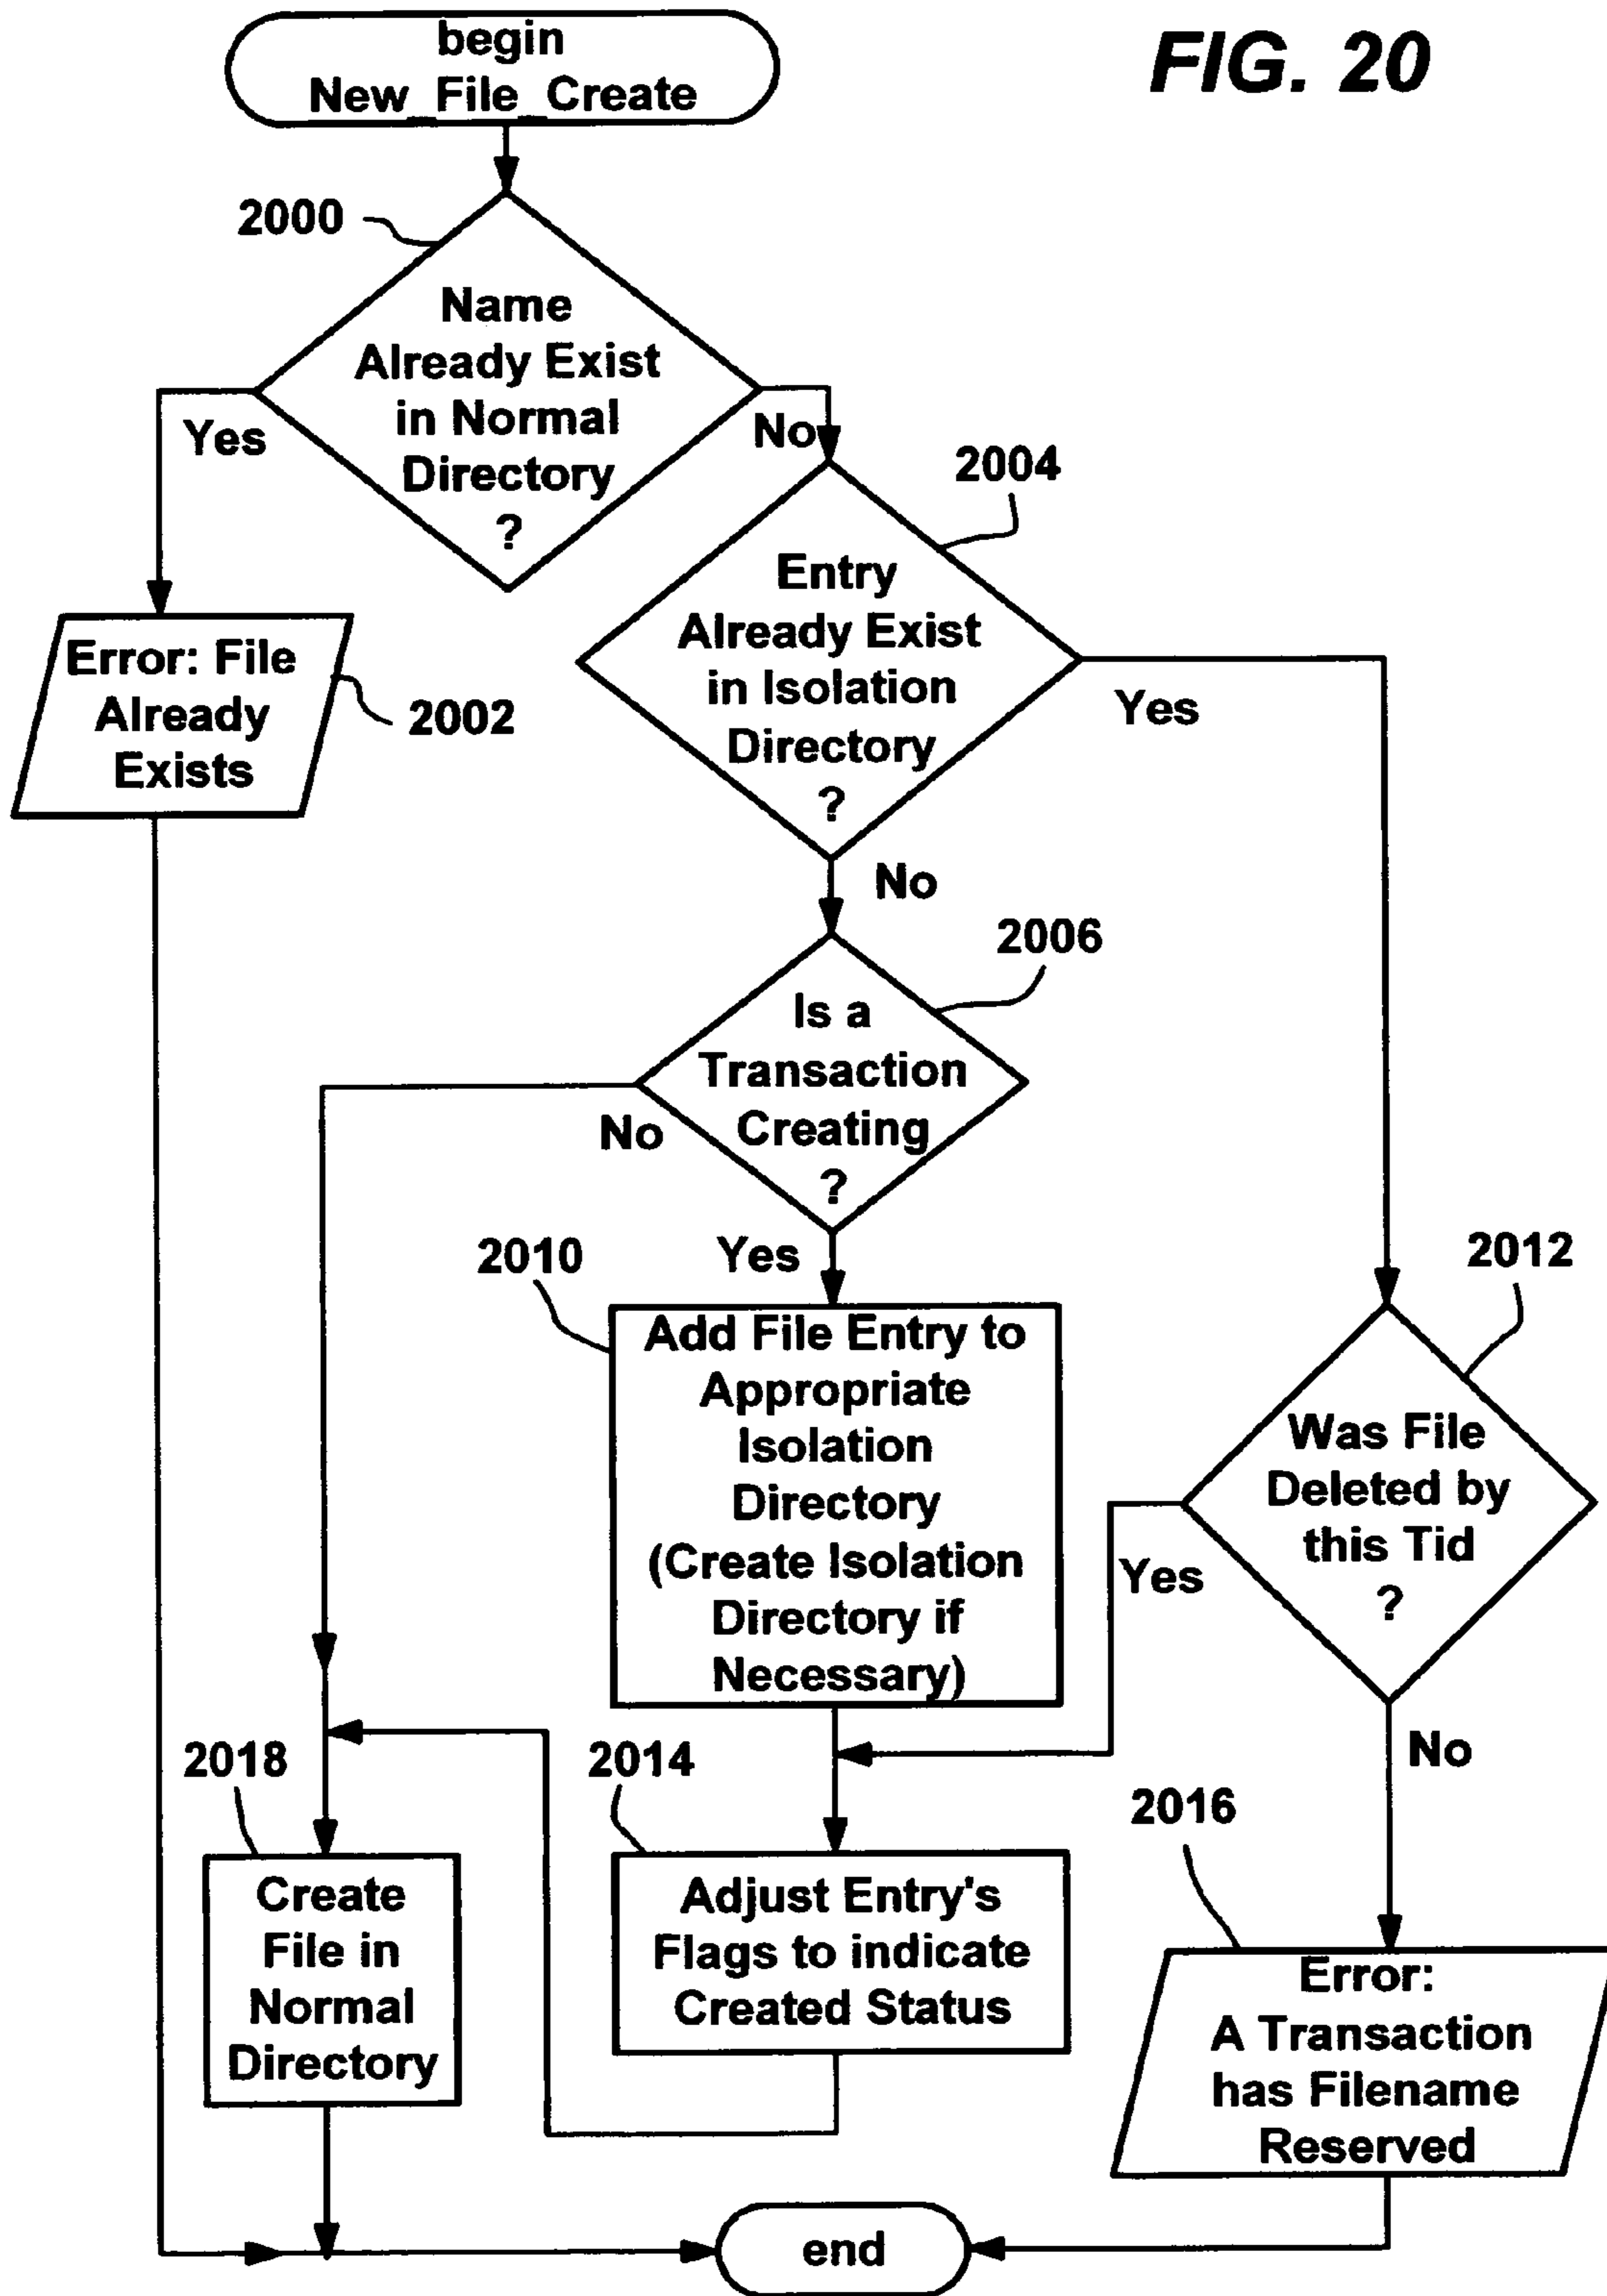 FIG. 20
begin
New_File_Create
2000
Name
Already Exist
in Normal
Directory
?
Yes
No
2004
Error: File
Already
Exists
2002
Entry
Already Exist
in Isolation
Directory
?
Yes
No
2006
Is a
Transaction
Creating
?
No
Yes
2010
Add File Entry to
Appropriate
Isolation
Directory
(Create Isolation
Directory if
Necessary)
2012
Was File
Deleted by
this Tid
?
Yes
No
2018
Create
File in
Normal
Directory
2014
Adjust Entry's
Flags to indicate
Created Status
2016
Error:
A Transaction
has Filename
Reserved
end